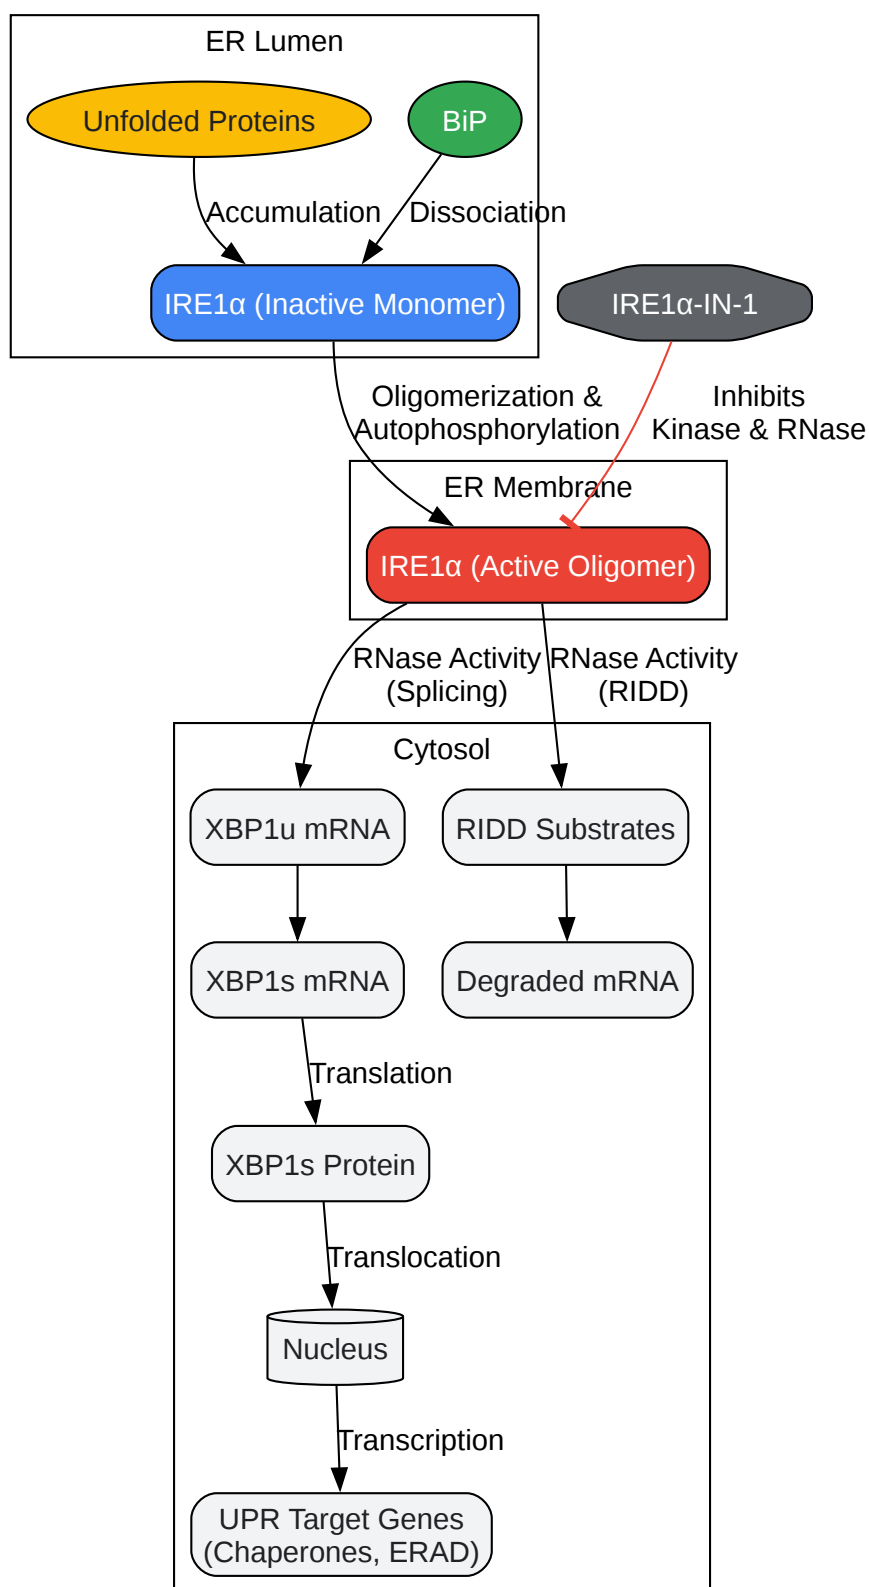 ER Lumen
Unfolded Proteins
BiP
Accumulation
Dissociation
IRE1α (Inactive Monomer)
IRE1α-IN-1
Oligomerization &
Autophosphorylation
Inhibits
Kinase & RNase
ER Membrane
IRE1α (Active Oligomer)
RNase Activity
(Splicing)
RNase Activity
(RIDD)
Cytosol
XBP1u mRNA
RIDD Substrates
XBP1s mRNA
Degraded mRNA
Translation
XBP1s Protein
Translocation
Nucleus
Transcription
UPR Target Genes
(Chaperones, ERAD)